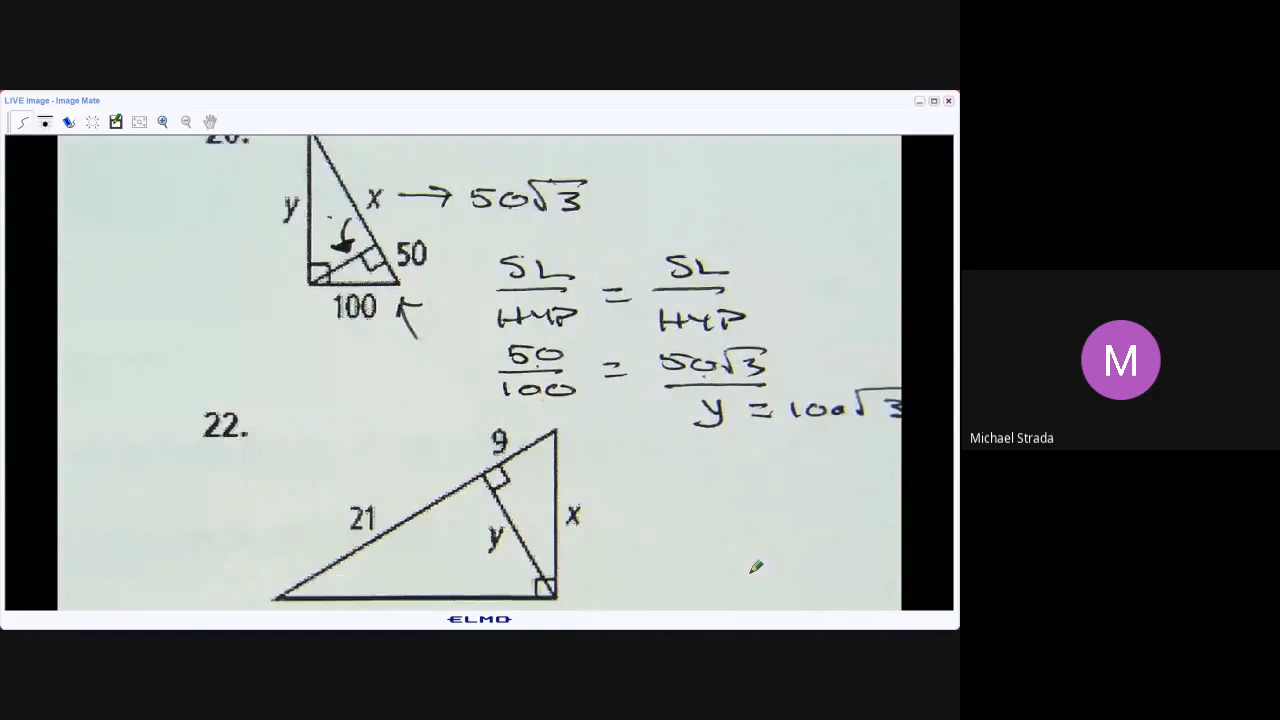 LIVE image - Image Mate
y
x → 50√3
50
100
SL = SL
HYP HYP
50 = 50√3
100 y = 100√3
22.
9
21
x
y
ELMO
M
Michael Strada